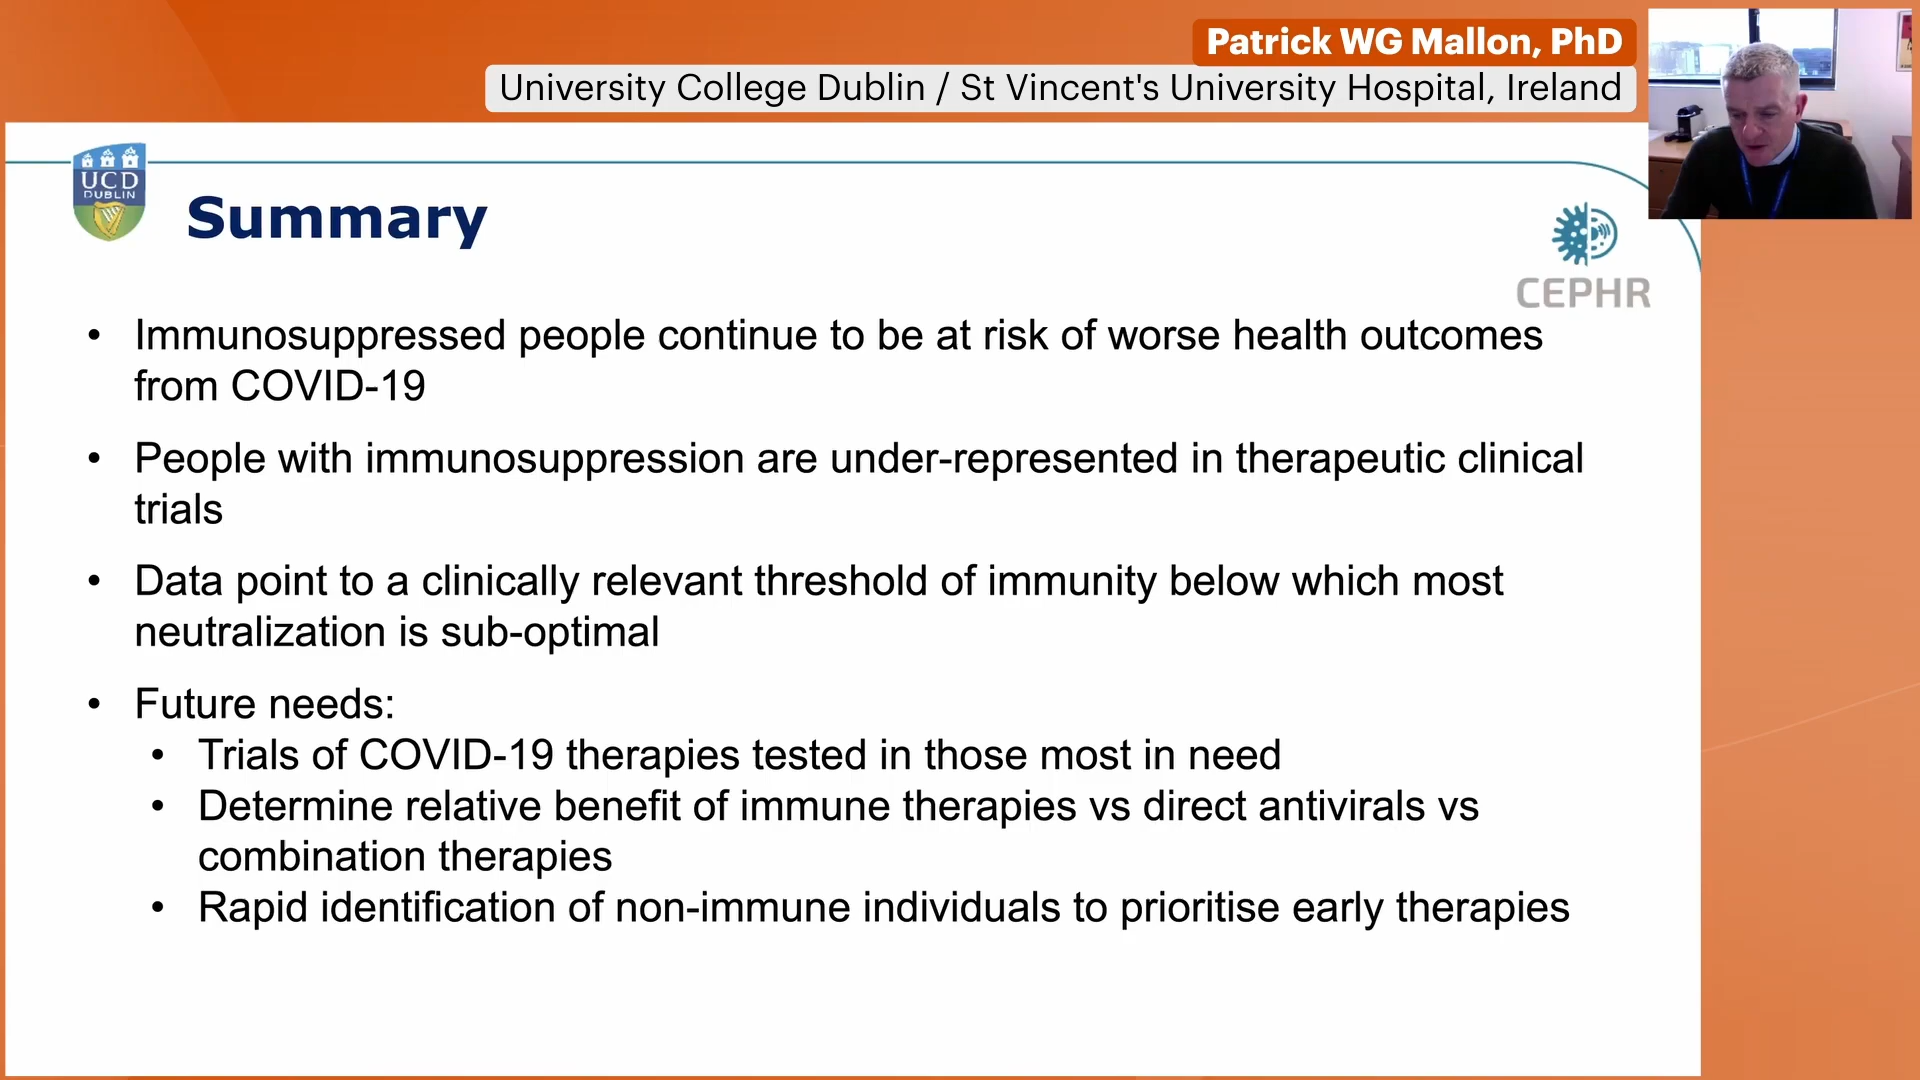 Patrick WG Mallon, PhD
University College Dublin / St Vincent's University Hospital, Ireland
UCD
DUBLIN
Summary
CEPHR
• Immunosuppressed people continue to be at risk of worse health outcomes
from COVID-19
• People with immunosuppression are under-represented in therapeutic clinical
trials
• Data point to a clinically relevant threshold of immunity below which most
neutralization is sub-optimal
• Future needs:
• Trials of COVID-19 therapies tested in those most in need
• Determine relative benefit of immune therapies vs direct antivirals vs
combination therapies
• Rapid identification of non-immune individuals to prioritise early therapies